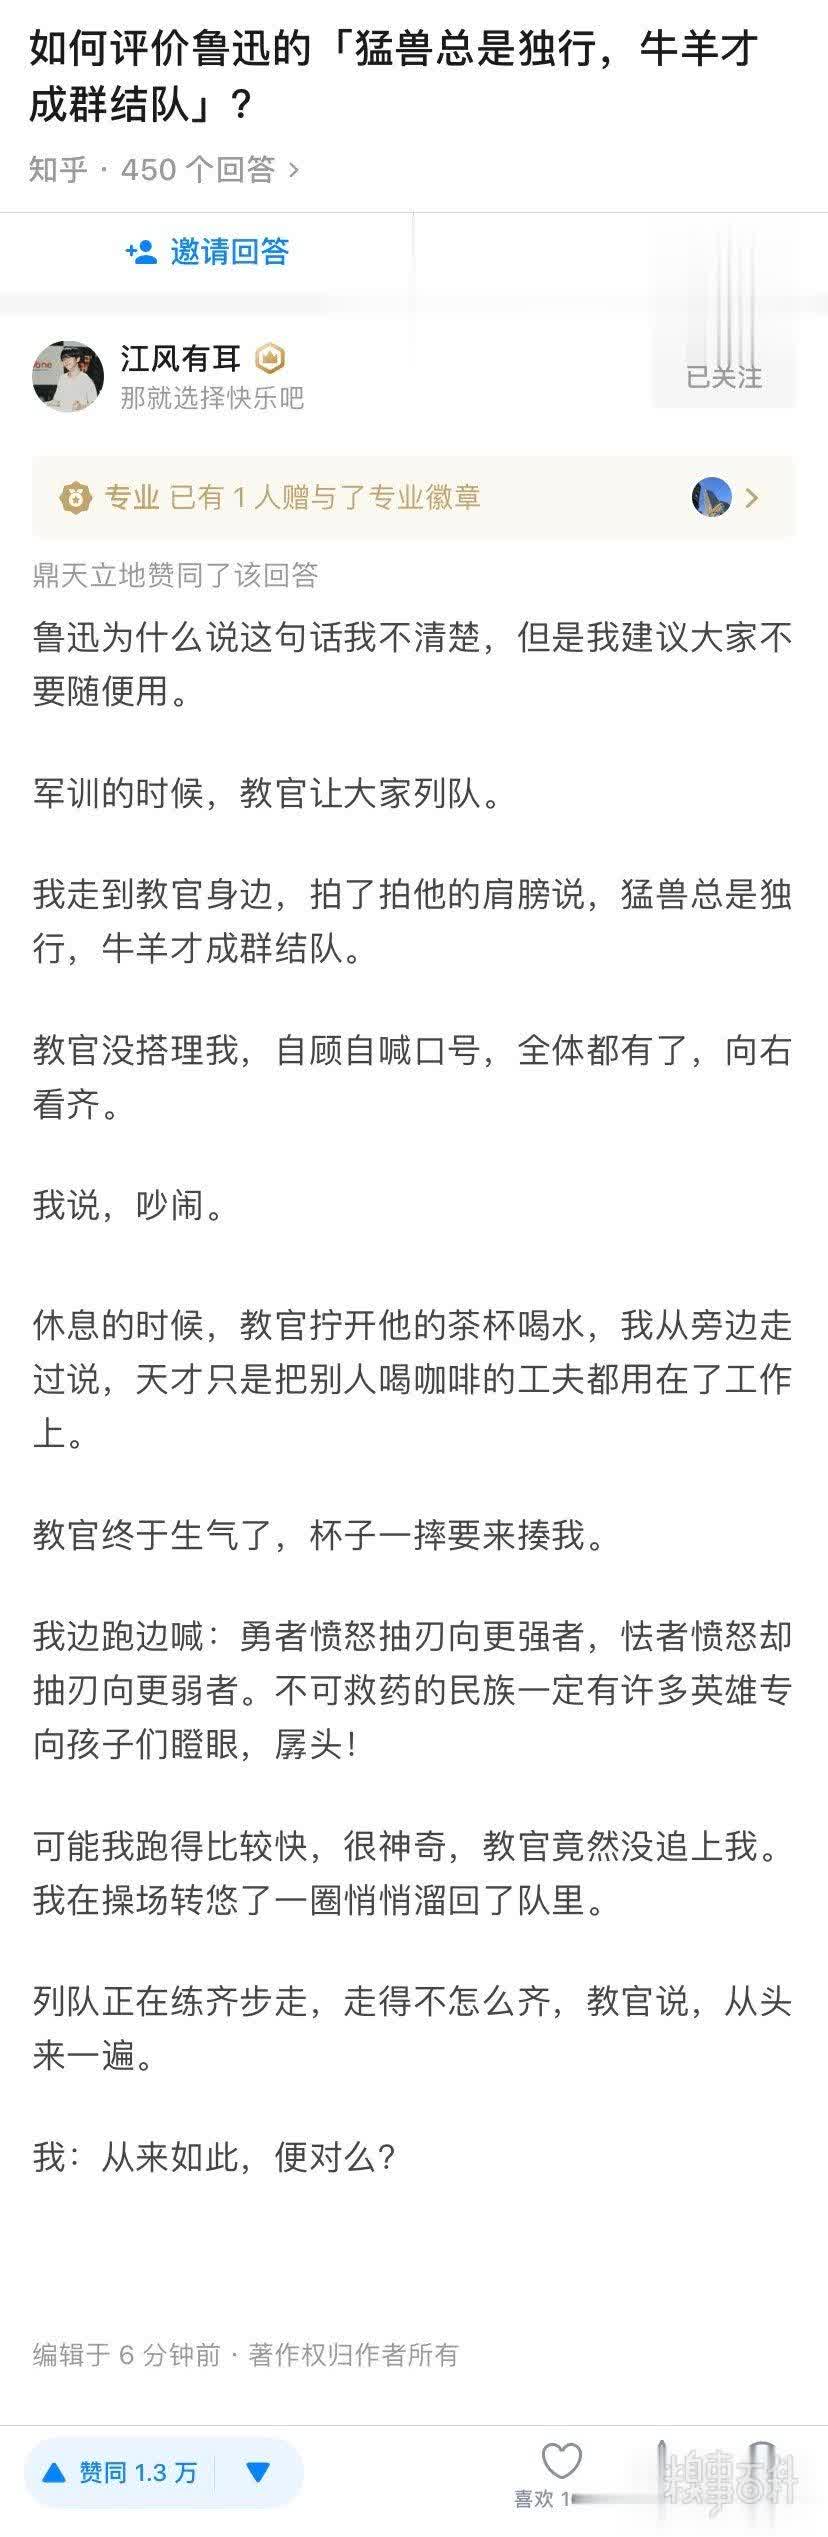 如何评价鲁迅的「猛兽总是独行，牛羊才
成群结队」?
知乎 · 450 个回答 >
邀请回答
江风有耳
那就选择快乐吧
已关注
专业 已有 1 人赠与了专业徽章
鼎天立地赞同了该回答
鲁迅为什么说这句话我不清楚，但是我建议大家不
要随便用。
军训的时候，教官让大家列队。
我走到教官身边，拍了拍他的肩膀说，猛兽总是独
行，牛羊才成群结队。
教官没搭理我，自顾自喊口号，全体都有了，向右
看齐。
我说，吵闹。
休息的时候，教官拧开他的茶杯喝水，我从旁边走
过说，天才只是把别人喝咖啡的工夫都用在了工作
上。
教官终于生气了，杯子一摔要来揍我。
我边跑边喊：勇者愤怒抽刃向更强者，怯者愤怒却
抽刃向更弱者。不可救药的民族一定有许多英雄专
向孩子们瞪眼，孱头！
可能我跑得比较快，很神奇，教官竟然没追上我。
我在操场转悠了一圈悄悄溜回了队里。
列队正在练齐步走，走得不怎么齐，教官说，从头
来一遍。
我：从来如此，便对么?
编辑于 6 分钟前 · 著作权归作者所有
赞同 1.3 万
喜欢 1
糗事百科